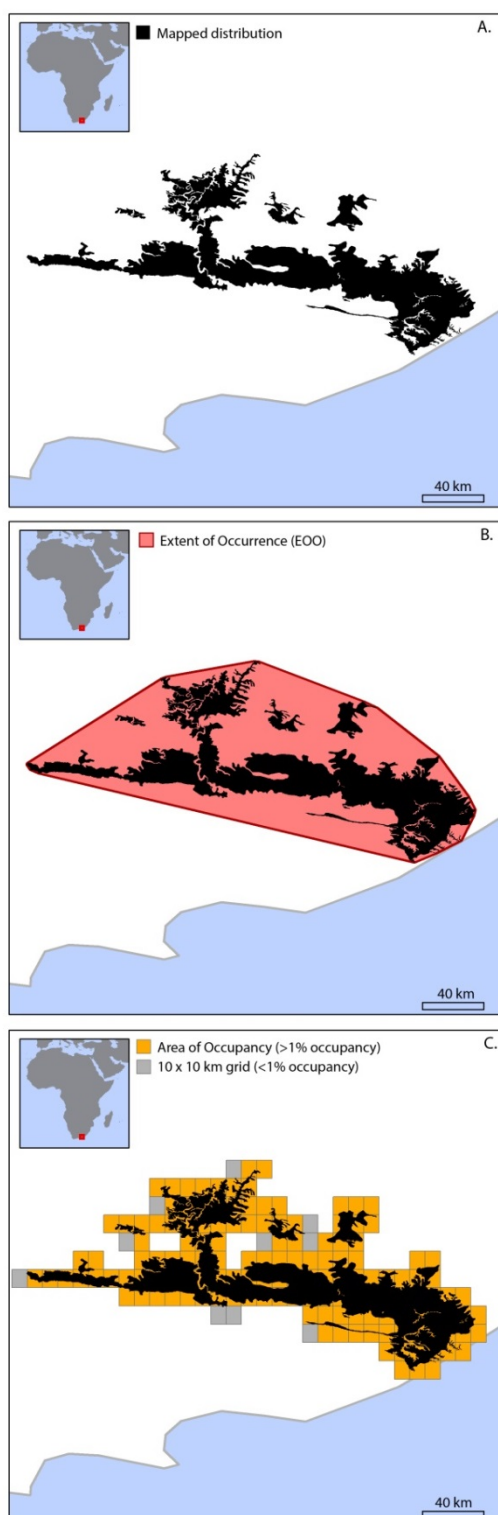 Mapped distribution
A.
40 km
Extent of Occurrence (EOO)
B.
40 km
Area of Occupancy (>1% occupancy)
C.
10 x 10 km grid (<1% occupancy)
40 km